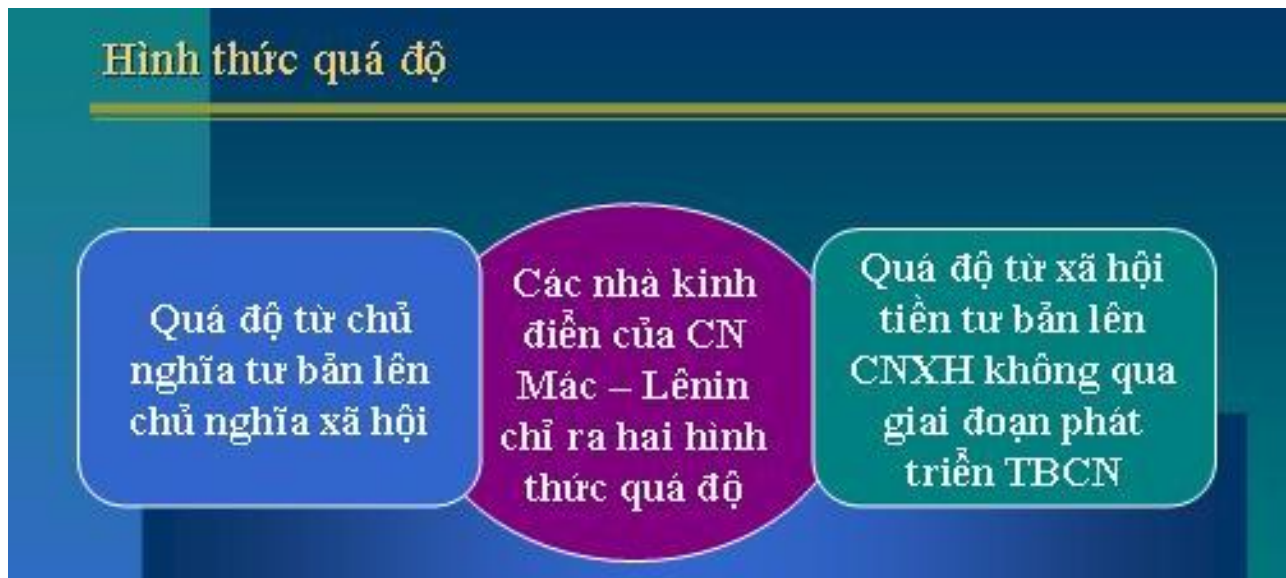 Hình thức quá độ
Quá độ từ chủ
nghĩa tư bản lên
chủ nghĩa xã hội
Các nhà kinh
điển của CN
Mác – Lênin
chỉ ra hai hình
thức quá độ
Quá độ từ xã hội
tiền tư bản lên
CNXH không qua
giai đoạn phát
triển TBCN